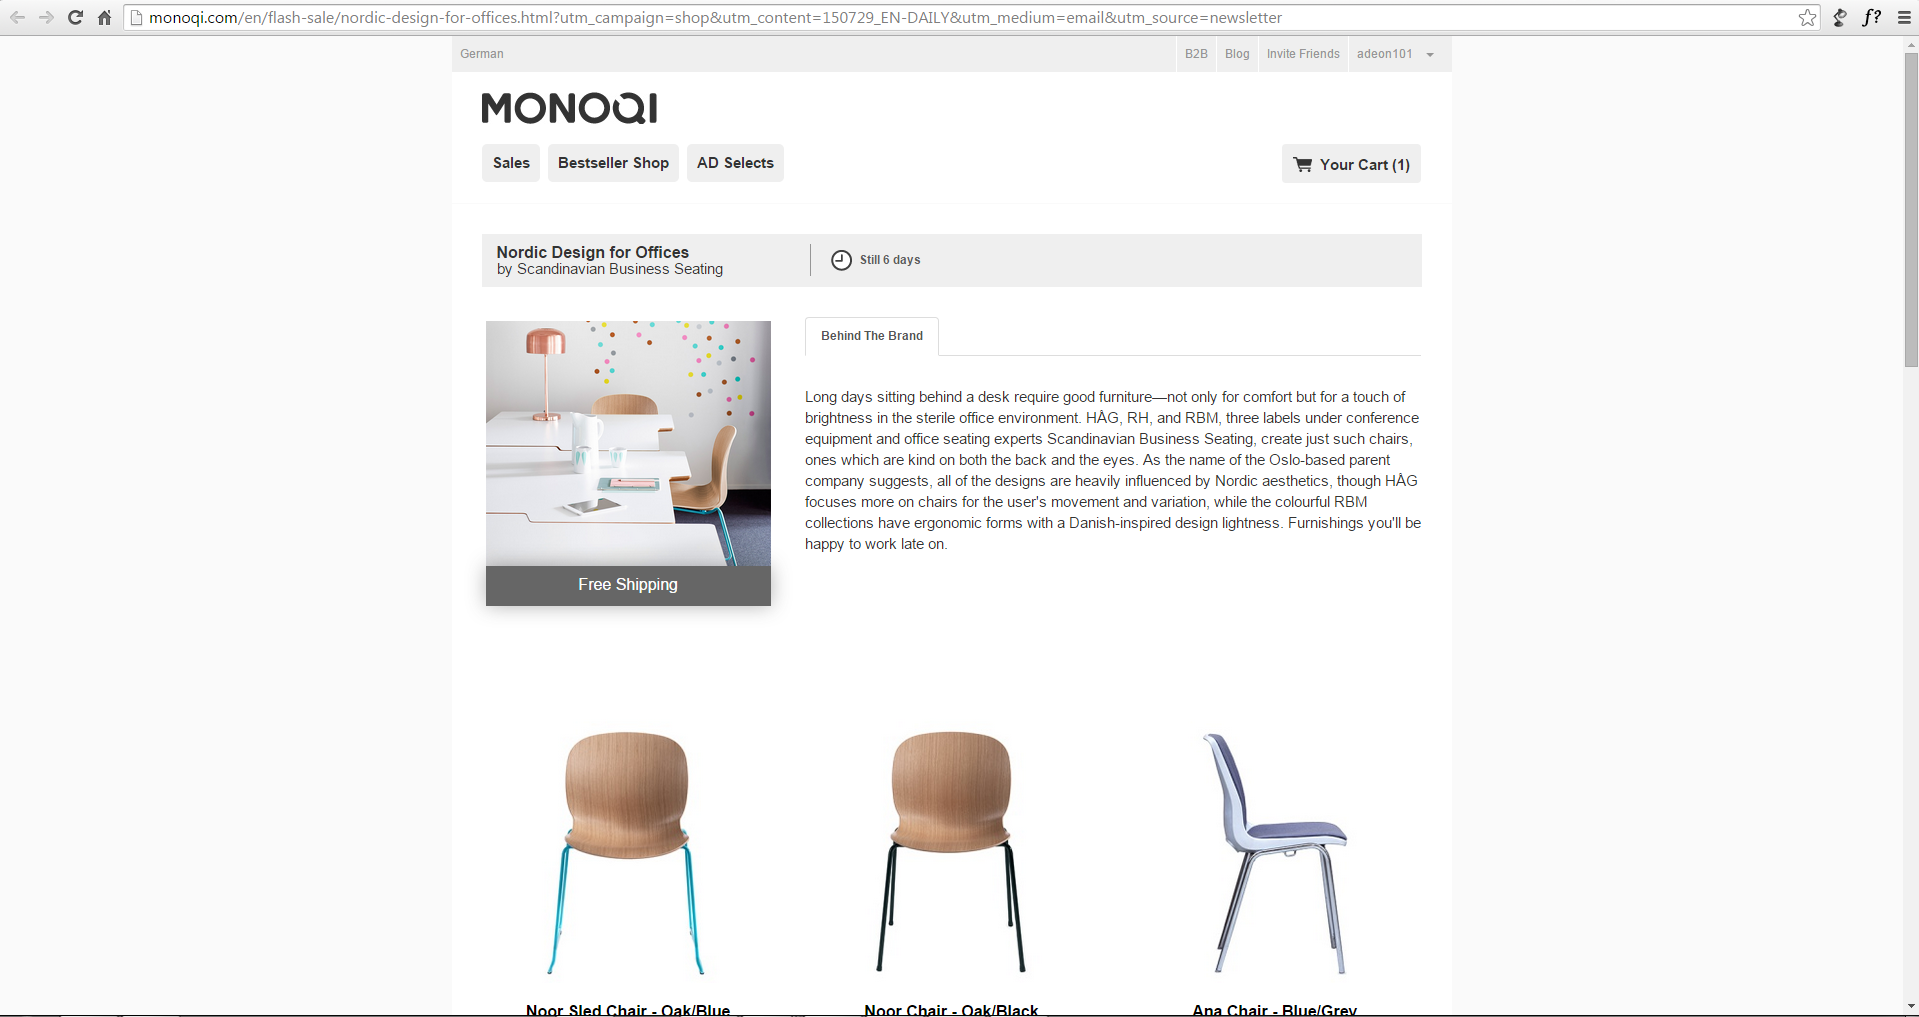 monoqi.com/en/flash-sale/nordic-design-for-offices.html?utm_campaign=shop&utm_content=150729_EN-DAILY&utm_medium=email&utm_source=newsletter
f?
German
B2B
Blog
Invite Friends
adeon101
MONOQI
Sales
Bestseller Shop
AD Selects
Your Cart (1)
Nordic Design for Offices
by Scandinavian Business Seating
Still 6 days
Behind The Brand
Long days sitting behind a desk require good furniture—not only for comfort but for a touch of
brightness in the sterile office environment. HÅG, RH, and RBM, three labels under conference
equipment and office seating experts Scandinavian Business Seating, create just such chairs,
ones which are kind on both the back and the eyes. As the name of the Oslo-based parent
company suggests, all of the designs are heavily influenced by Nordic aesthetics, though HÅG
focuses more on chairs for the user's movement and variation, while the colourful RBM
collections have ergonomic forms with a Danish-inspired design lightness. Furnishings you'll be
happy to work late on.
Free Shipping
Noor Sled Chair - Oak/Blue
Noor Chair - Oak/Black
Ana Chair - Blue/Grey